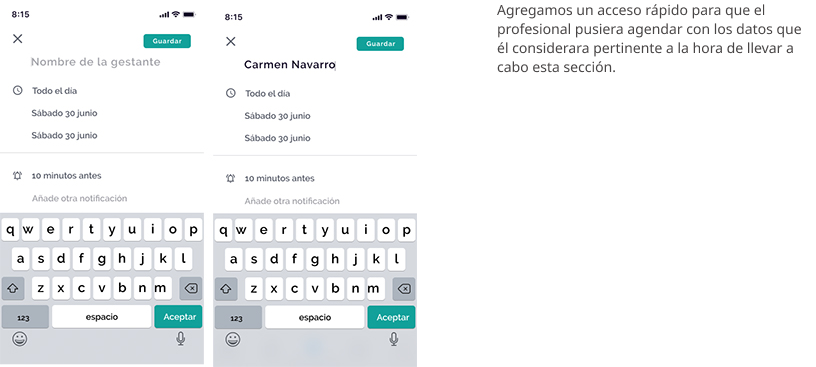 8:15
Guardar
Nombre de la gestante
Todo el día
Sábado 30 junio
Sábado 30 junio
10 minutos antes
Añade otra notificación
q w e r t y u i o p
a s d f g h j k l
z x c v b n m
123 espacio Aceptar
8:15
Guardar
Carmen Navarro
Todo el día
Sábado 30 junio
Sábado 30 junio
10 minutos antes
Añade otra notificación
q w e r t y u i o p
a s d f g h j k l
z x c v b n m
123 espacio Aceptar
Agregamos un acceso rápido para que el
profesional pusiera agendar con los datos que
él considerara pertinente a la hora de llevar a
cabo esta sección.